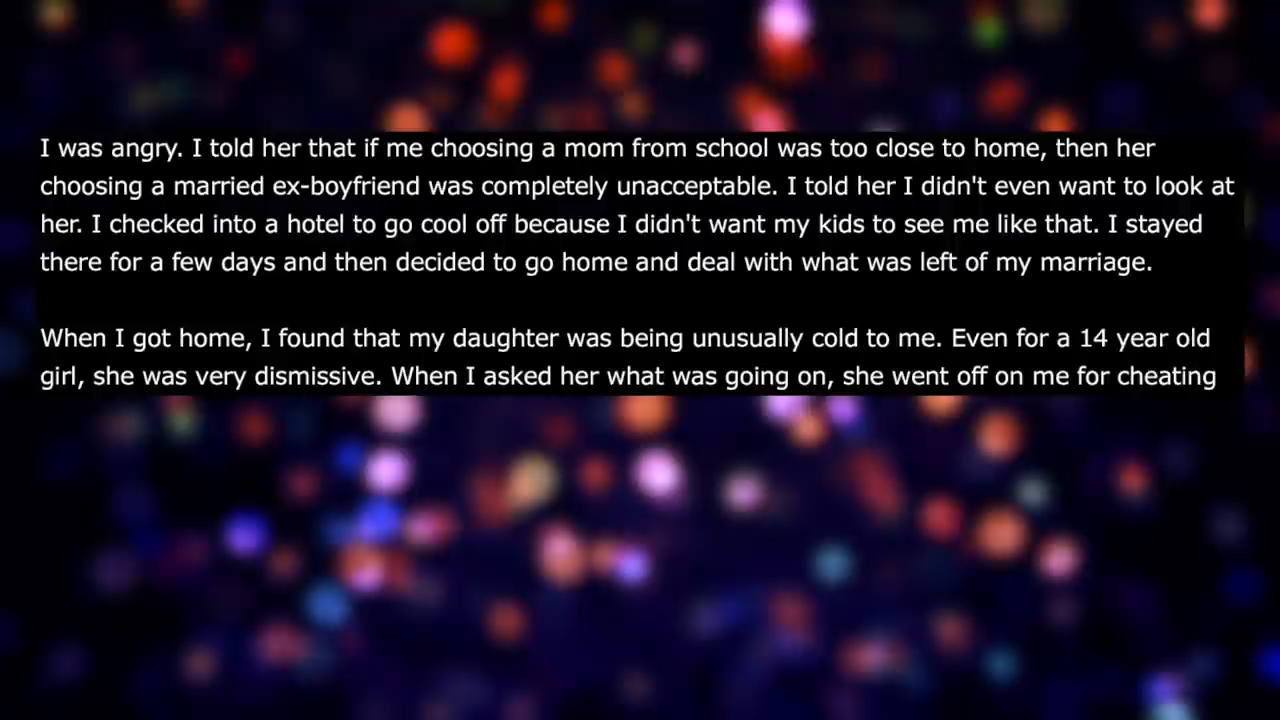 I was angry. I told her that if me choosing a mom from school was too close to home, then her
choosing a married ex-boyfriend was completely unacceptable. I told her I didn't even want to look at
her. I checked into a hotel to go cool off because I didn't want my kids to see me like that. I stayed
there for a few days and then decided to go home and deal with what was left of my marriage.
When I got home, I found that my daughter was being unusually cold to me. Even for a 14 year old
girl, she was very dismissive. When I asked her what was going on, she went off on me for cheating